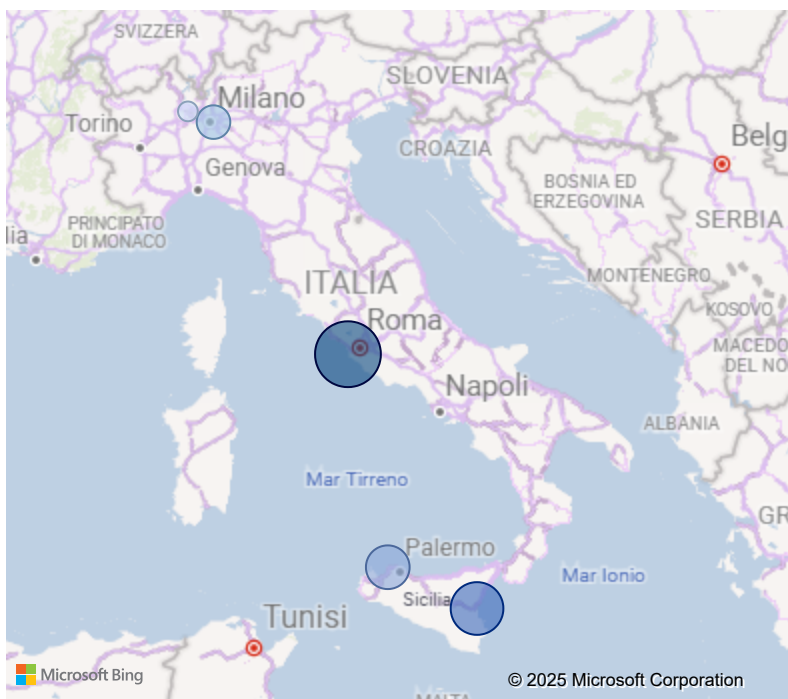 SVIZZERA
SLOVENIA
Milano
Torino
Belg
CROAZIA
Genova
BOSNIA ED
ERZEGOVINA
SERBIA
PRINCIPATO
DI MONACO
lia
ITALIA
MONTENEGRO
KOSOVO
Roma
MACEDO
DEL NO
Napoli
ALBANIA
Mar Tirreno
GR
Palermo
Mar Ionio
Sicilia
Tunisi
Microsoft Bing
© 2025 Microsoft Corporation
MALTA